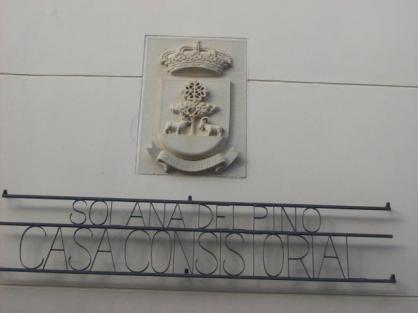 SOLANA DEL PINO
CASA CONSISTORIAL